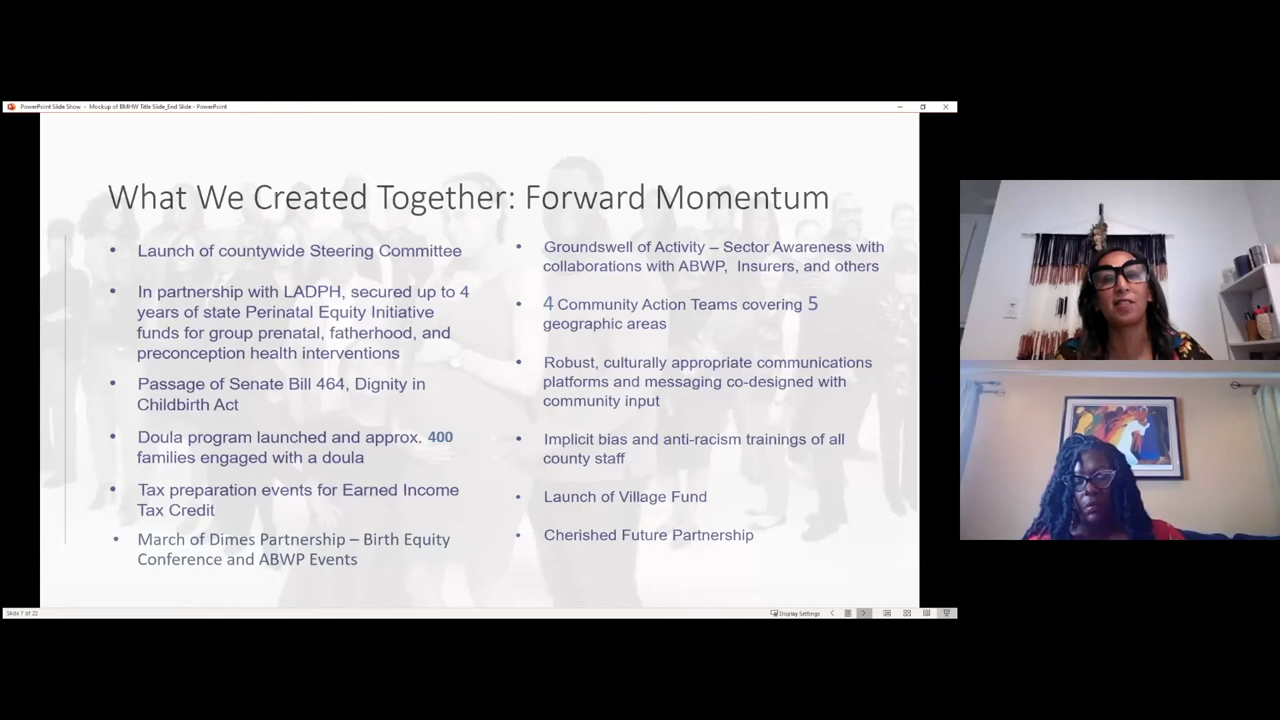 PowerPoint Slide Show - Mockup of BMHW Title Slide_End Slide - PowerPoint
What We Created Together: Forward Momentum
• Launch of countywide Steering Committee
• In partnership with LADPH, secured up to 4
years of state Perinatal Equity Initiative
funds for group prenatal, fatherhood, and
preconception health interventions
• Passage of Senate Bill 464, Dignity in
Childbirth Act
• Doula program launched and approx. 400
families engaged with a doula
• Tax preparation events for Earned Income
Tax Credit
• March of Dimes Partnership – Birth Equity
Conference and ABWP Events
• Groundswell of Activity – Sector Awareness with
collaborations with ABWP, Insurers, and others
• 4 Community Action Teams covering 5
geographic areas
• Robust, culturally appropriate communications
platforms and messaging co-designed with
community input
• Implicit bias and anti-racism trainings of all
county staff
• Launch of Village Fund
• Cherished Future Partnership
Slide 7 of 23
Display Settings